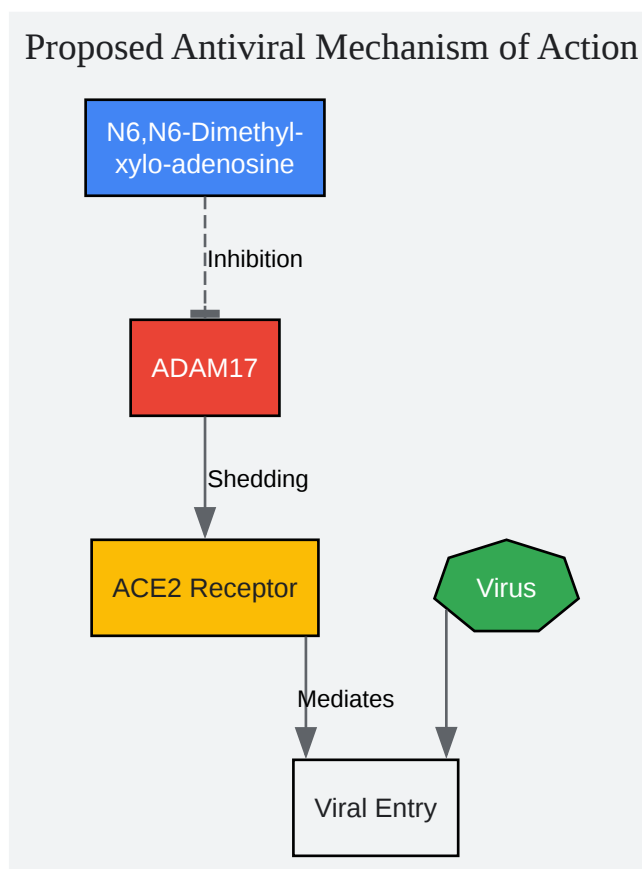 Proposed Antiviral Mechanism of Action
N6,N6-Dimethyl-
xylo-adenosine
Inhibition
ADAM17
Shedding
ACE2 Receptor
Virus
Mediates
Viral Entry